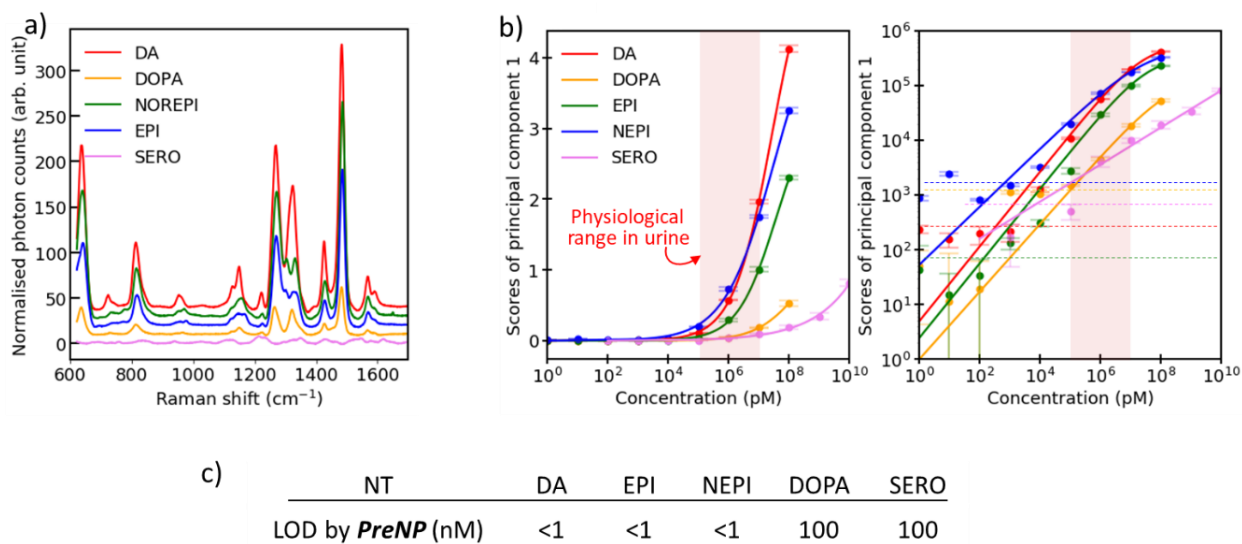 a)
Normalised photon counts (arb. unit)
300
250
200
150
100
50
0
DA
DOPA
NOREPI
EPI
SERO
600 800 1000 1200 1400 1600
Raman shift (cm⁻¹)
b)
Scores of principal component 1
4
3
2
1
0
DA
DOPA
EPI
NEPI
SERO
Physiological
range in urine
10⁰ 10² 10⁴ 10⁶ 10⁸ 10¹⁰
Concentration (pM)
Scores of principal component 1
10⁶
10⁵
10⁴
10³
10²
10¹
10⁰
10⁰ 10² 10⁴ 10⁶ 10⁸ 10¹⁰
Concentration (pM)
c)
NT DA EPI NEPI DOPA SERO
LOD by PreNP (nM) <1 <1 <1 100 100